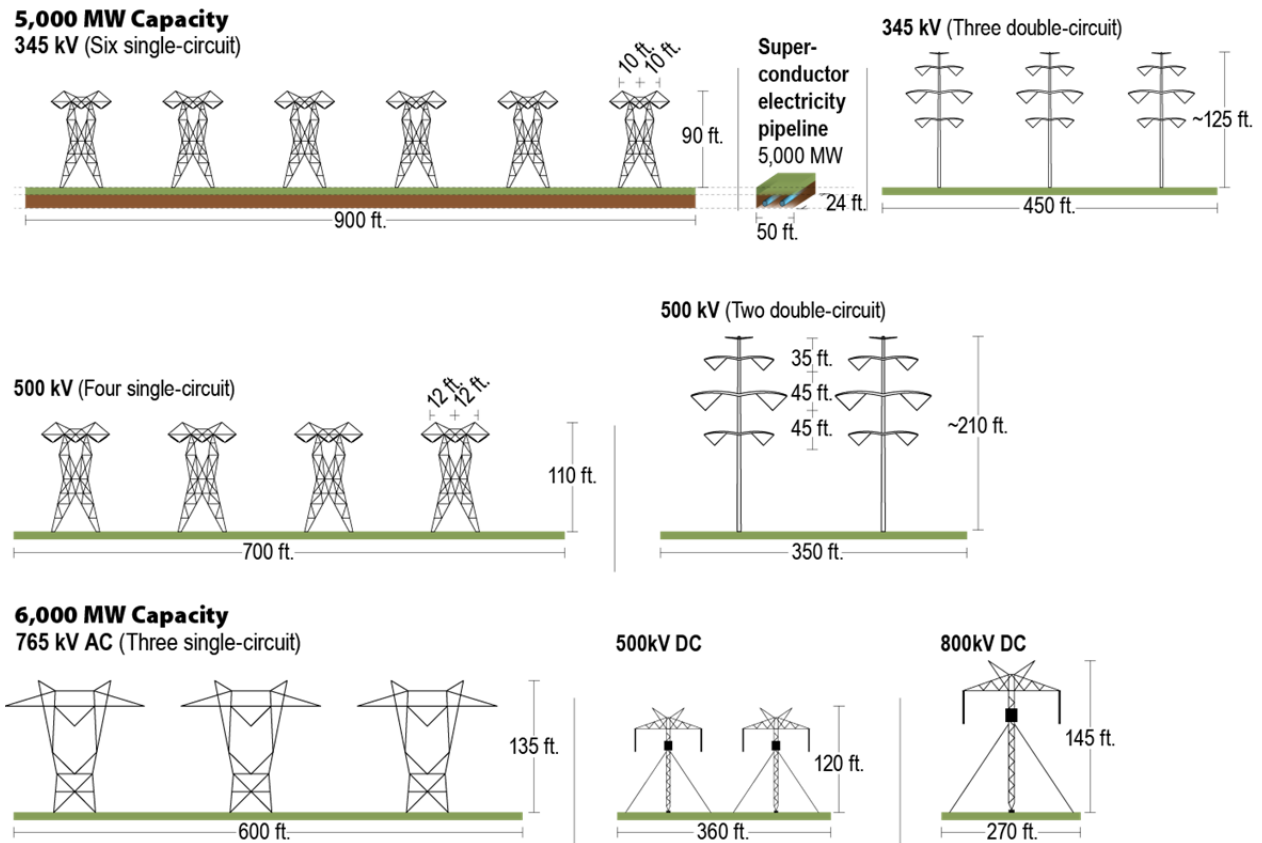 5,000 MW Capacity
345 kV (Six single-circuit)
10 ft. 10 ft.
90 ft.
900 ft.
Super-
conductor
electricity
pipeline
5,000 MW
24 ft.
50 ft.
345 kV (Three double-circuit)
~125 ft.
450 ft.
500 kV (Four single-circuit)
12 ft. 12 ft.
110 ft.
700 ft.
500 kV (Two double-circuit)
35 ft.
45 ft.
45 ft.
~210 ft.
350 ft.
6,000 MW Capacity
765 kV AC (Three single-circuit)
135 ft.
600 ft.
500kV DC
120 ft.
360 ft.
800kV DC
145 ft.
270 ft.